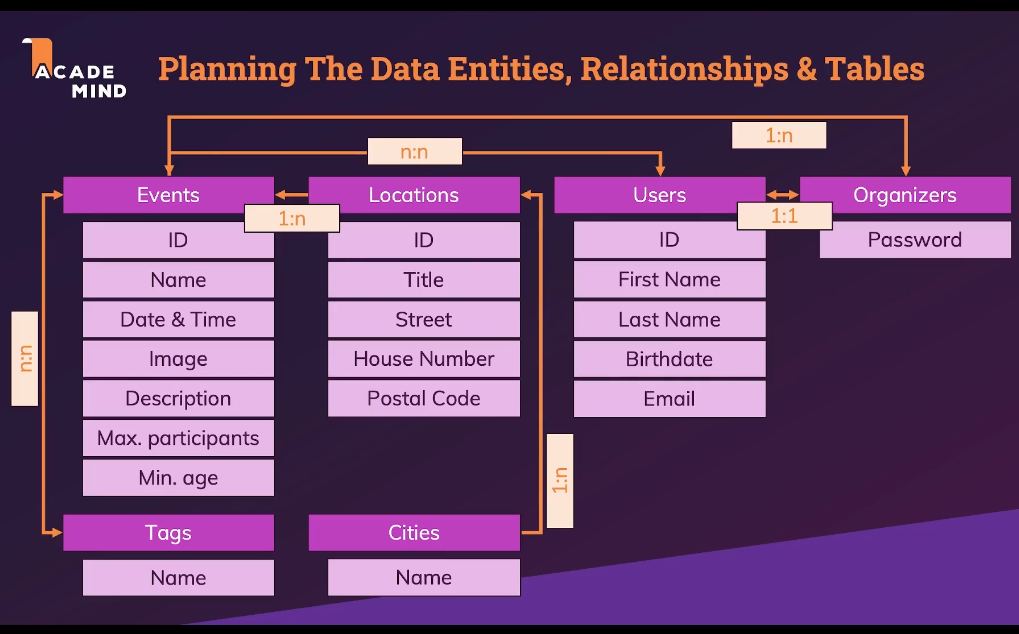 ACADE
MIND
Planning The Data Entities, Relationships & Tables
1:n
n:n
Events
Locations
Users
Organizers
1:n
1:1
ID
ID
ID
Password
Name
Title
First Name
Date & Time
Street
Last Name
Image
House Number
Birthdate
n:n
Description
Postal Code
Email
Max. participants
Min. age
1:n
Tags
Cities
Name
Name